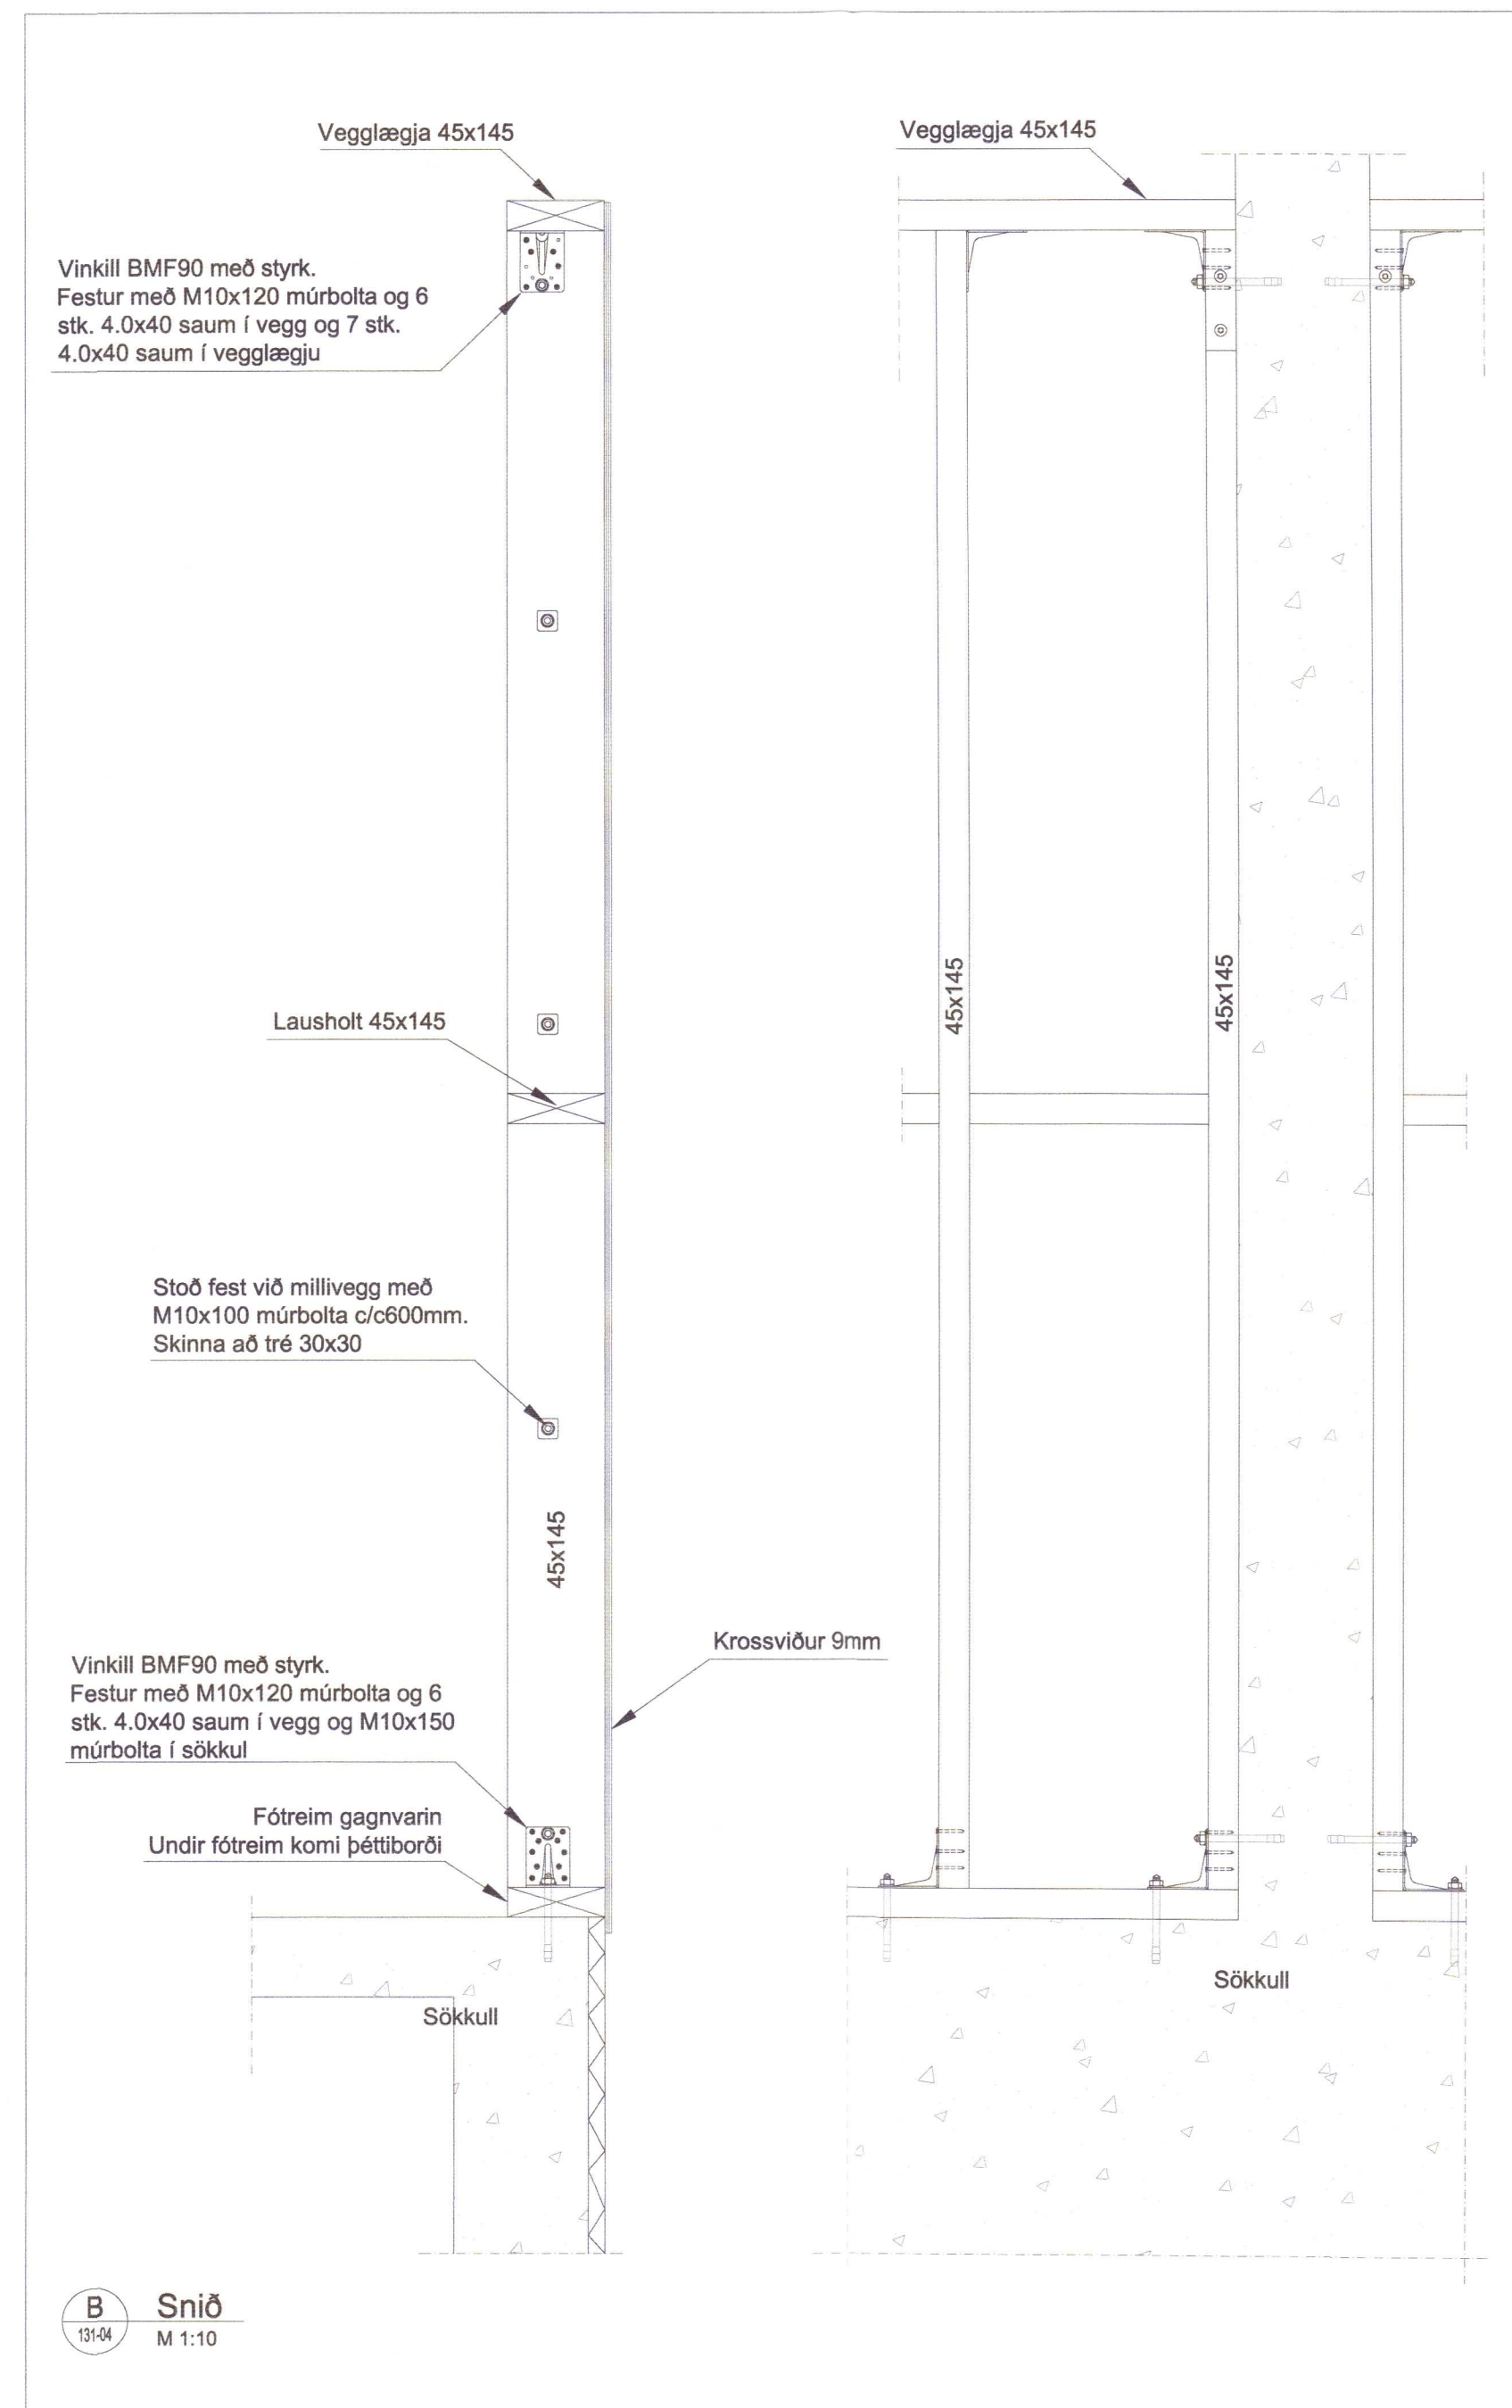 Vegglægja 45x145
Vegglægja 45x145
Vinkill BMF90 með styrk.
Festur með M10x120 múrbolta og 6
stk. 4.0x40 saum í vegg og 7 stk.
4.0x40 saum í vegglægju
45x145
45x145
Lausholt 45x145
Stoð fest við millivegg með
M10x100 múrbolta c/c600mm.
Skinna að tré 30x30
45x145
Krossviður 9mm
Vinkill BMF90 með styrk.
Festur með M10x120 múrbolta og 6
stk. 4.0x40 saum í vegg og M10x150
múrbolta í sökkul
Fótreim gagnvarin
Undir fótreim komi þéttiborði
Sökkull
Sökkull
B
131-04
Snið
M 1:10